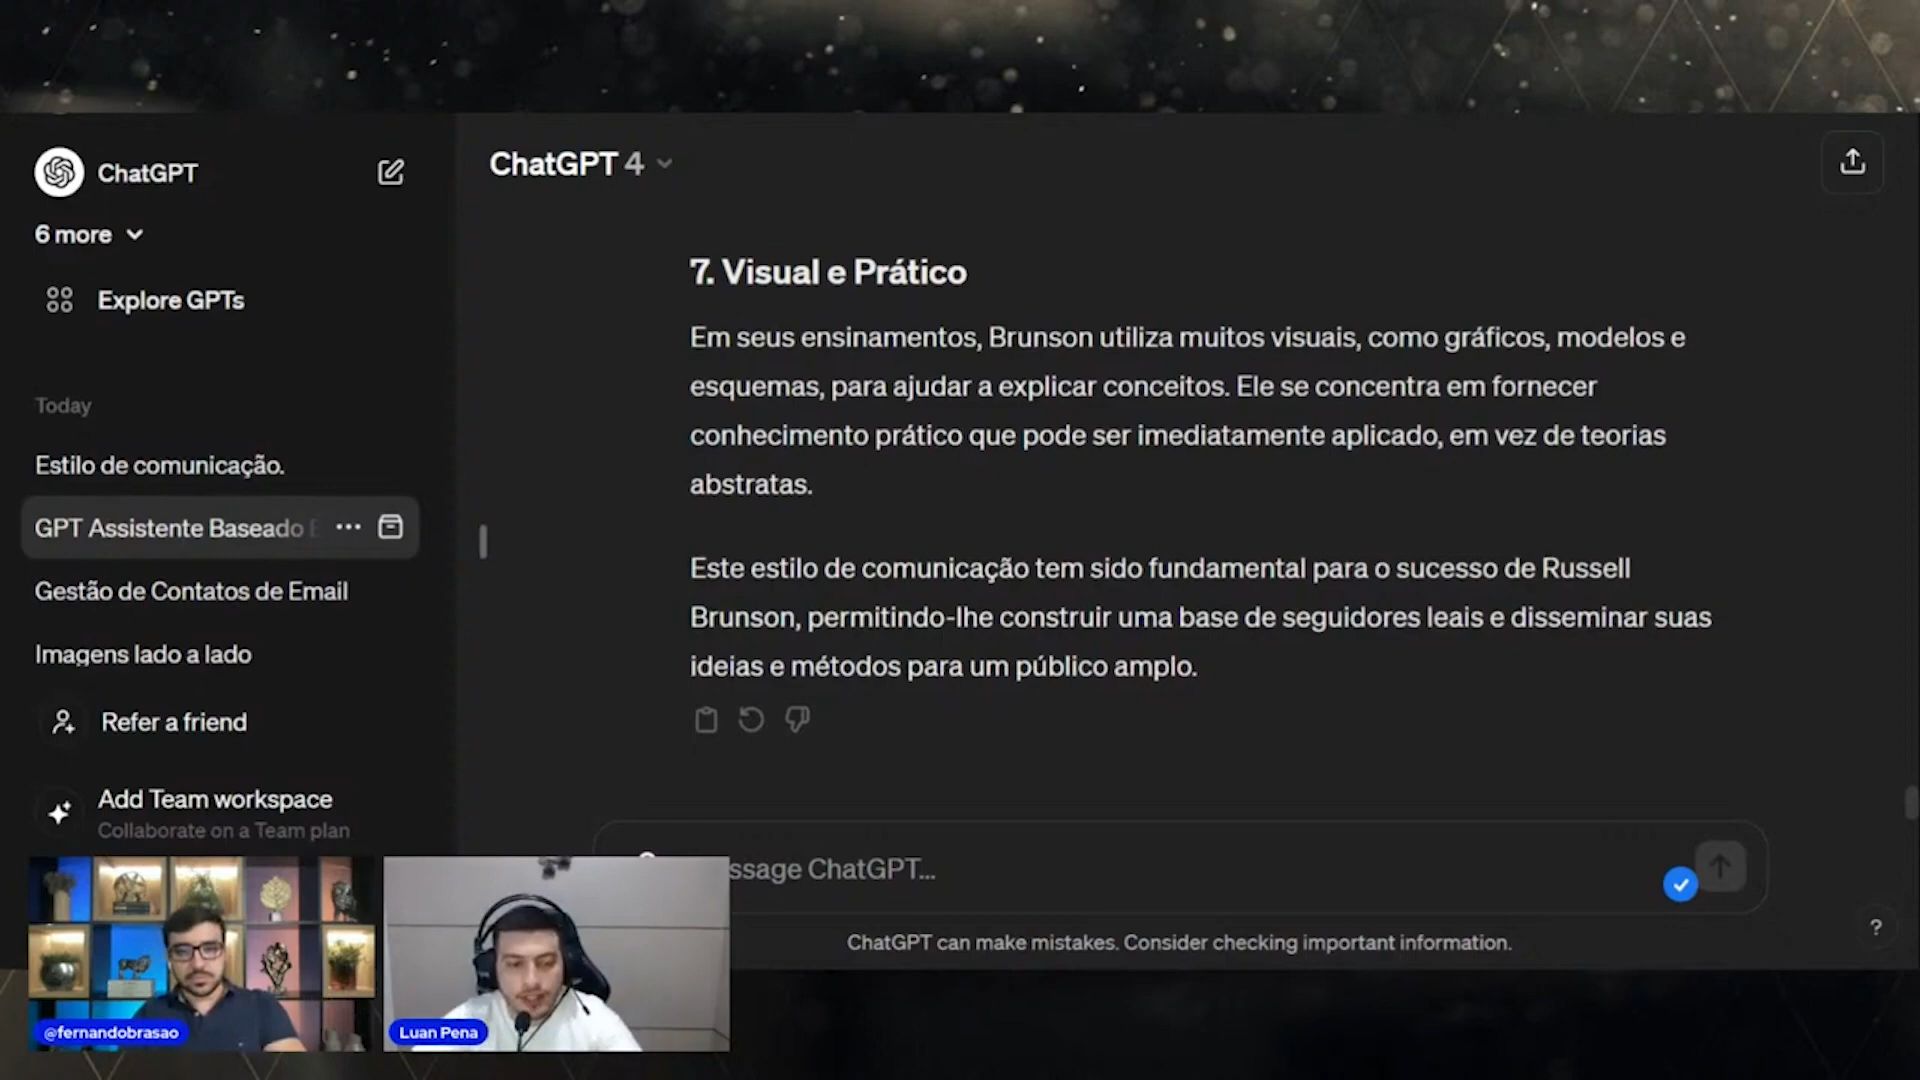 ChatGPT
6 more
Explore GPTs
Today
Estilo de comunicação.
GPT Assistente Baseado
Gestão de Contatos de Email
Imagens lado a lado
Refer a friend
Add Team workspace
Collaborate on a Team plan
ChatGPT 4
7. Visual e Prático
Em seus ensinamentos, Brunson utiliza muitos visuais, como gráficos, modelos e
esquemas, para ajudar a explicar conceitos. Ele se concentra em fornecer
conhecimento prático que pode ser imediatamente aplicado, em vez de teorias
abstratas.
Este estilo de comunicação tem sido fundamental para o sucesso de Russell
Brunson, permitindo-lhe construir uma base de seguidores leais e disseminar suas
ideias e métodos para um público amplo.
ssage ChatGPT...
ChatGPT can make mistakes. Consider checking important information.
?
@fernandobrasao
Luan Pena